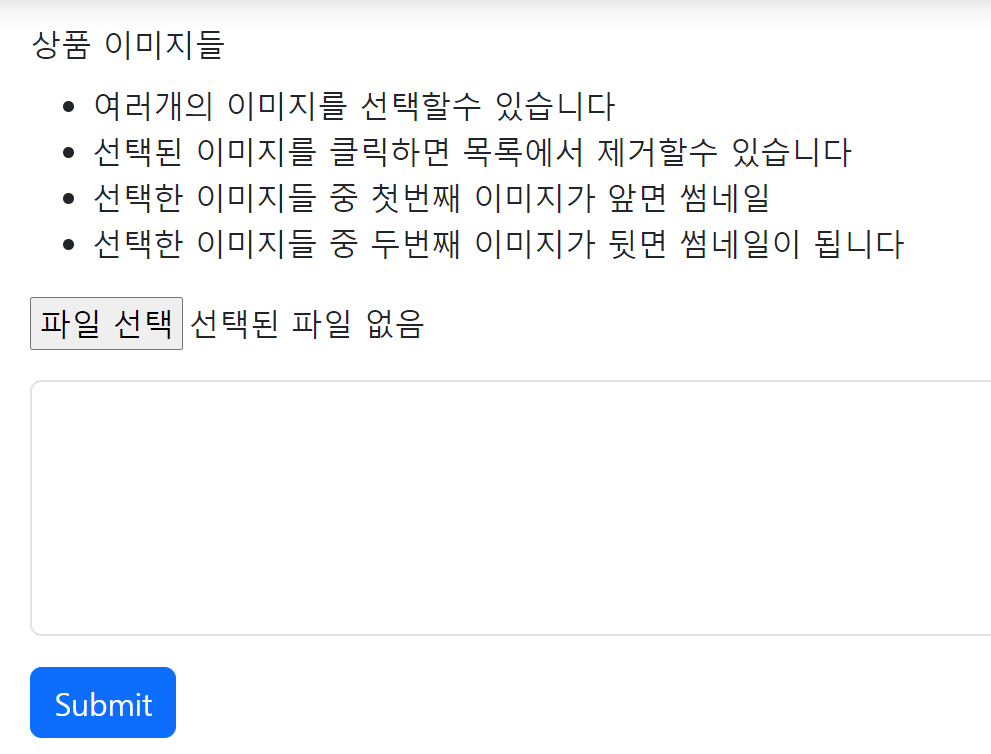 상품 이미지들
여러개의 이미지를 선택할수 있습니다
선택된 이미지를 클릭하면 목록에서 제거할수 있습니다
선택한 이미지들 중 첫번째 이미지가 앞면 썸네일
선택한 이미지들 중 두번째 이미지가 뒷면 썸네일이 됩니다
파일 선택 선택된 파일 없음
Submit